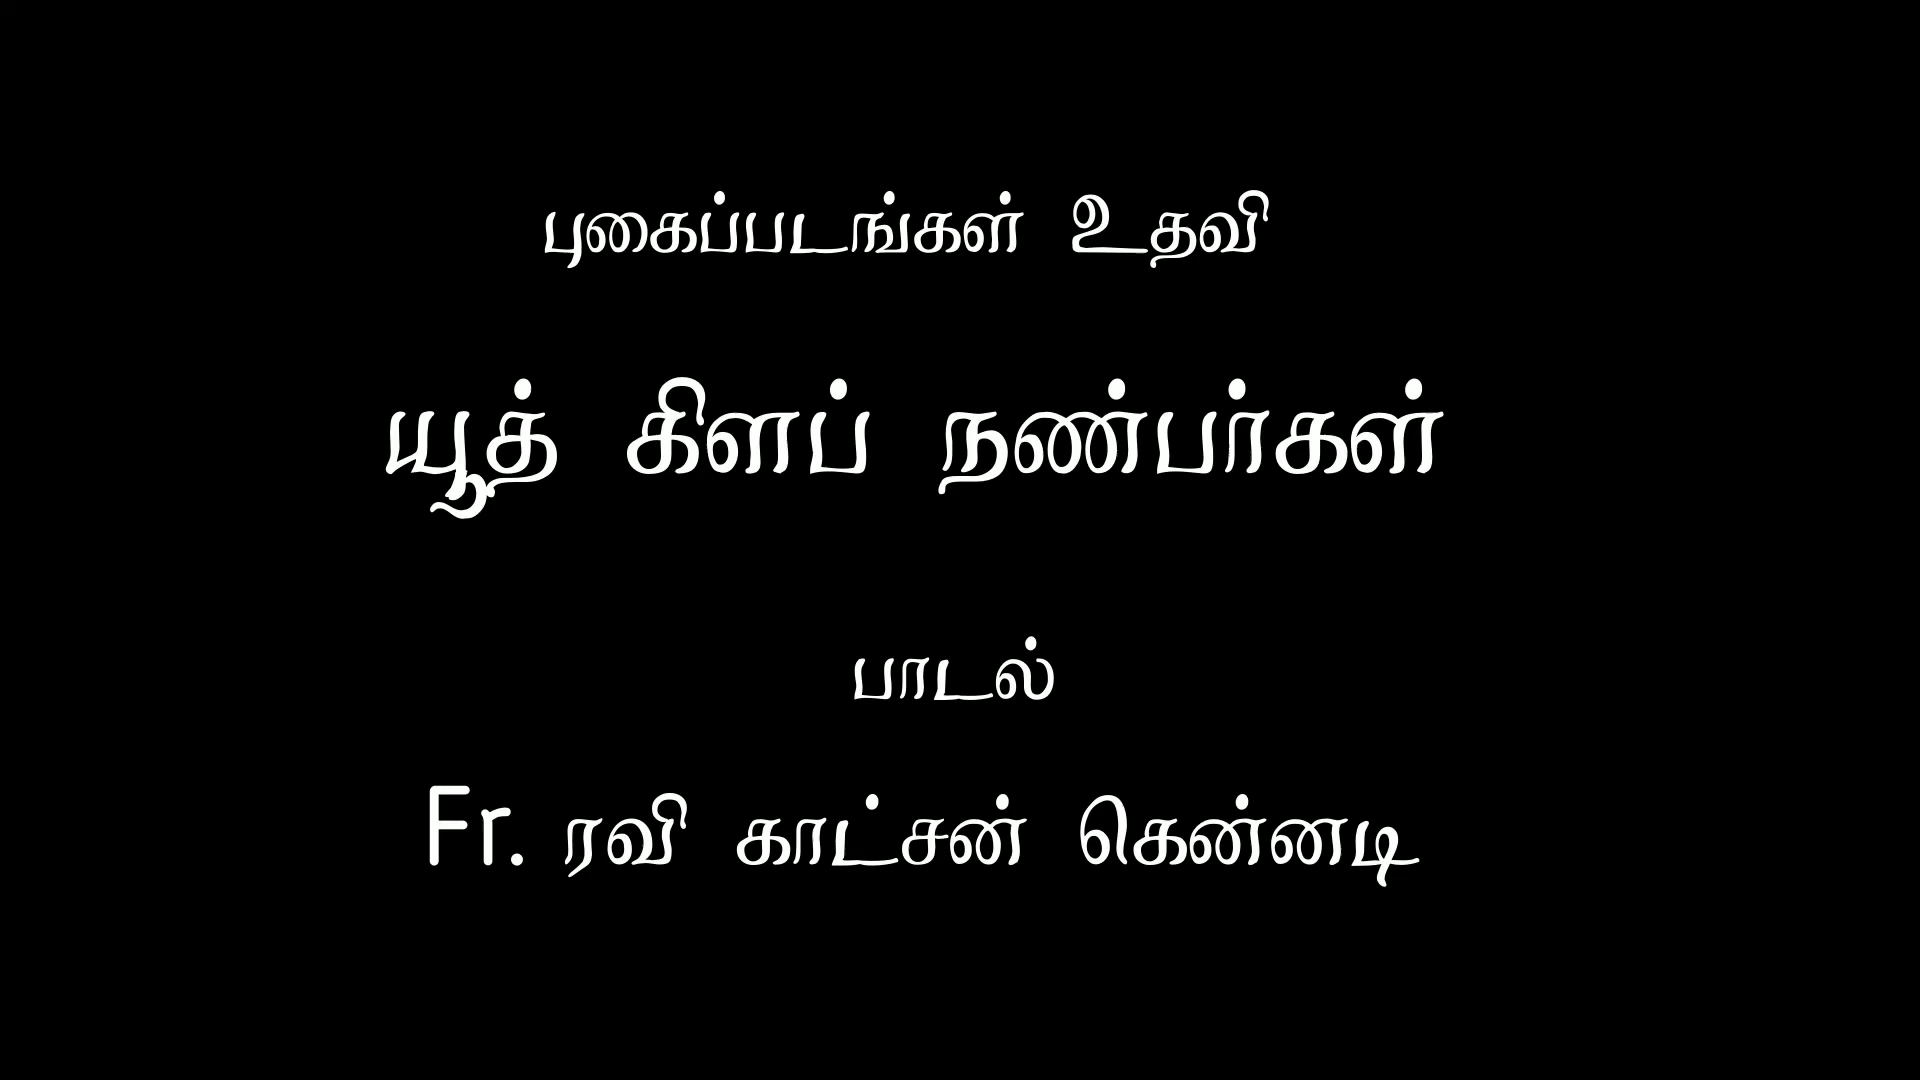 புகைப்படங்கள் உதவி
யூத் கிளப் நண்பர்கள்
பாடல்
Fr. ரவி காட்சன் கென்னடி